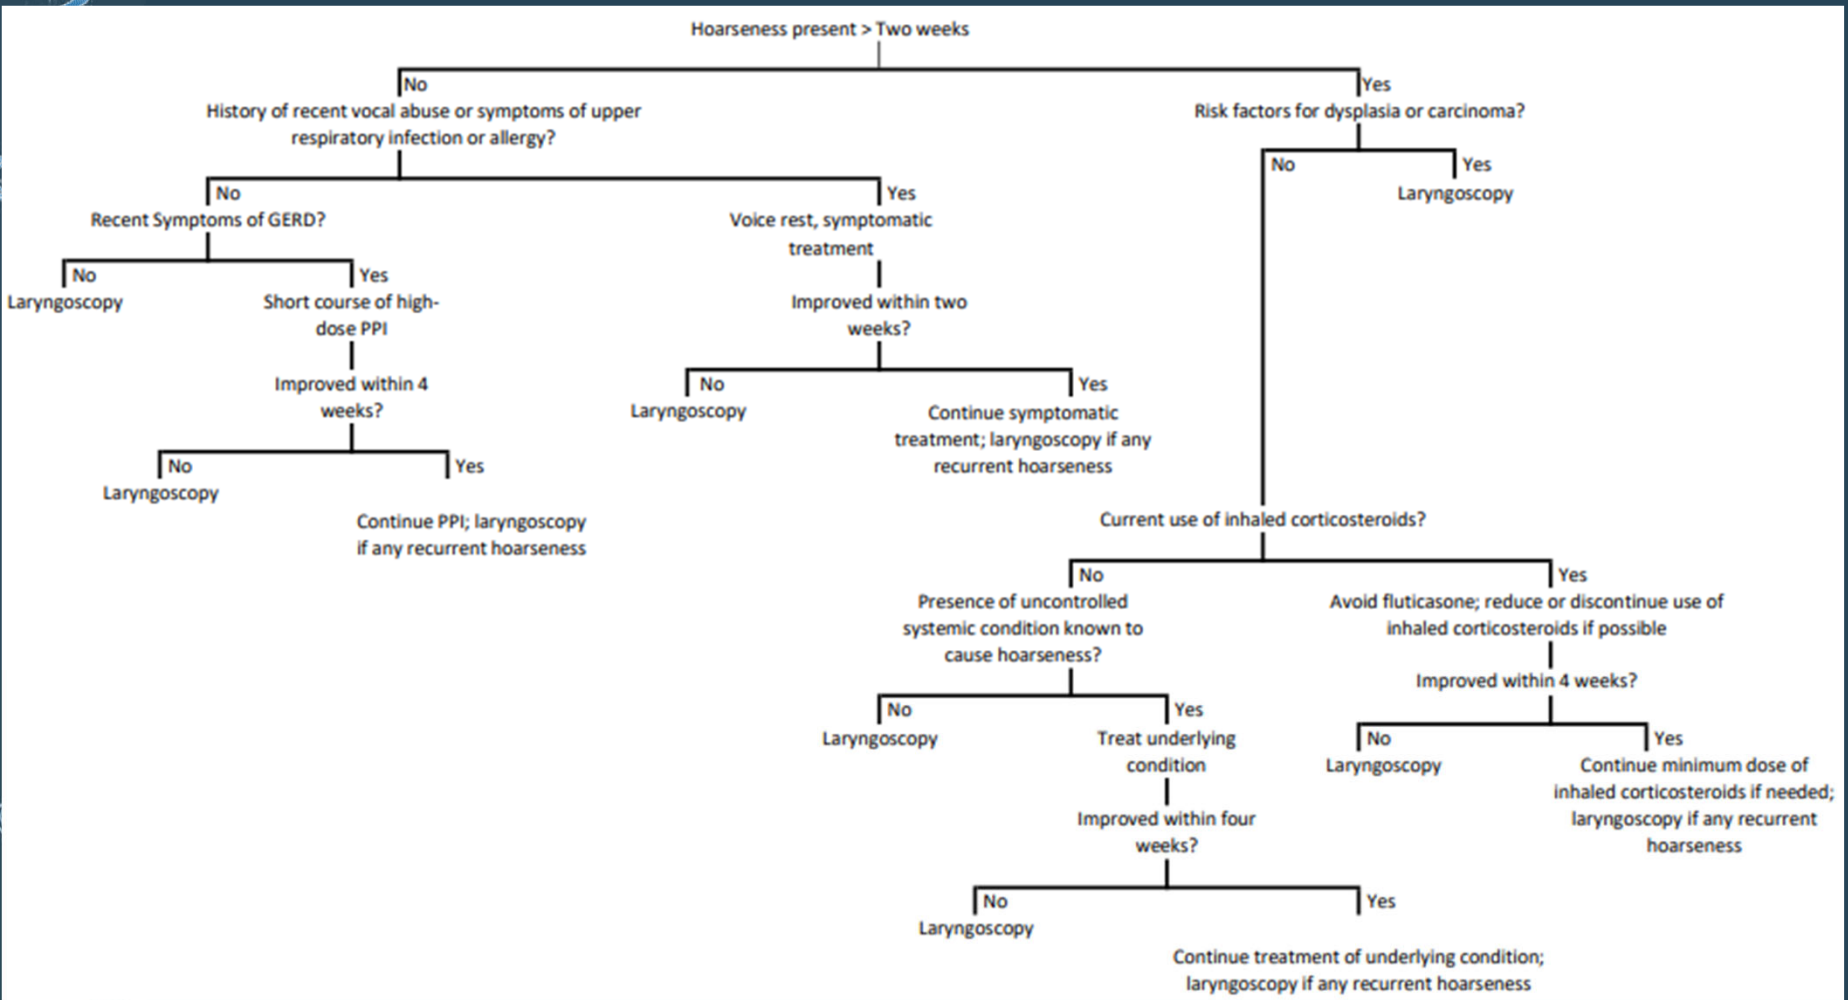 Hoarseness present > Two weeks
No
Yes
History of recent vocal abuse or symptoms of upper
respiratory infection or allergy?
Risk factors for dysplasia or carcinoma?
No
Yes
Laryngoscopy
No
Yes
Recent Symptoms of GERD?
Voice rest, symptomatic
treatment
No
Yes
Laryngoscopy
Short course of high-
dose PPI
Improved within two
weeks?
Improved within 4
weeks?
No
Yes
Laryngoscopy
Continue symptomatic
treatment; laryngoscopy if any
recurrent hoarseness
No
Yes
Laryngoscopy
Continue PPI; laryngoscopy
if any recurrent hoarseness
Current use of inhaled corticosteroids?
No
Yes
Presence of uncontrolled
systemic condition known to
cause hoarseness?
Avoid fluticasone; reduce or discontinue use of
inhaled corticosteroids if possible
Improved within 4 weeks?
No
Yes
Laryngoscopy
Treat underlying
condition
No
Yes
Laryngoscopy
Continue minimum dose of
inhaled corticosteroids if needed;
laryngoscopy if any recurrent
hoarseness
Improved within four
weeks?
No
Yes
Laryngoscopy
Continue treatment of underlying condition;
laryngoscopy if any recurrent hoarseness